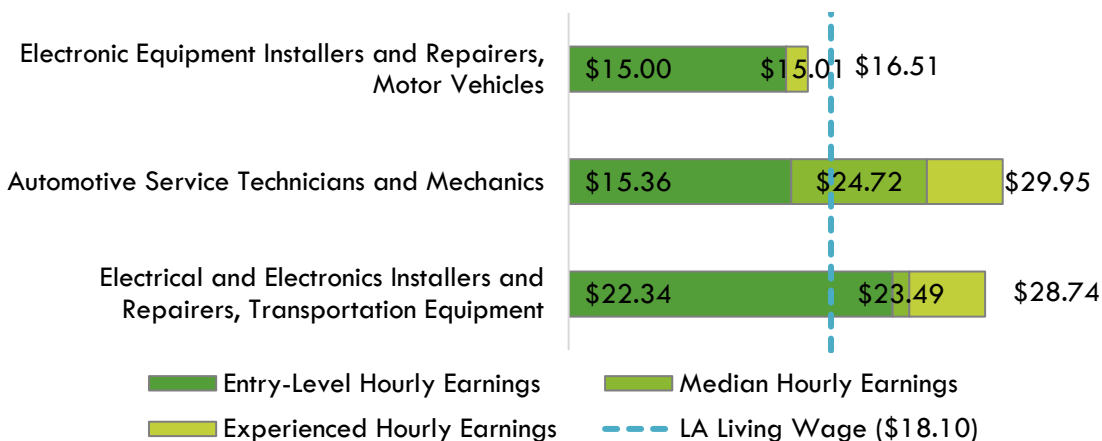 Electronic Equipment Installers and Repairers,
Motor Vehicles
$15.00 $15.01 $16.51
Automotive Service Technicians and Mechanics
$15.36 $24.72 $29.95
Electrical and Electronics Installers and
Repairers, Transportation Equipment
$22.34 $23.49 $28.74
Entry-Level Hourly Earnings
Median Hourly Earnings
Experienced Hourly Earnings
LA Living Wage ($18.10)